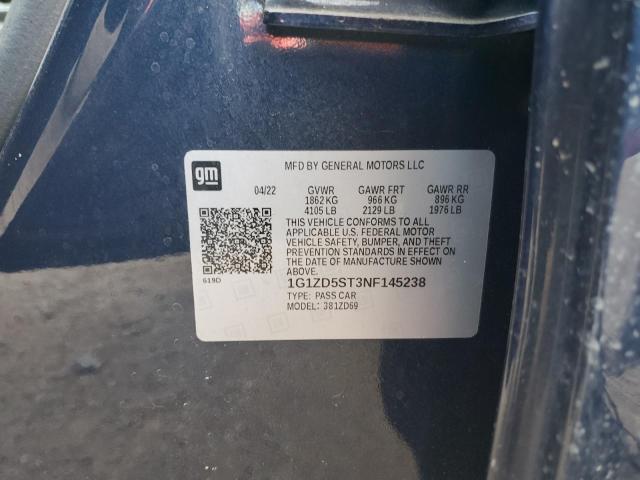 gm
MFD BY GENERAL MOTORS LLC
04/22 GVWR GAWR FRT GAWR RR
1862 KG 966 KG 896 KG
4105 LB 2129 LB 1976 LB
THIS VEHICLE CONFORMS TO ALL
APPLICABLE U.S. FEDERAL MOTOR
VEHICLE SAFETY, BUMPER, AND THEFT
PREVENTION STANDARDS IN EFFECT ON
THE DATE OF MANUFACTURE SHOWN
ABOVE.
619D
1G1ZD5ST3NF145238
TYPE: PASS CAR
MODEL: 381ZD69